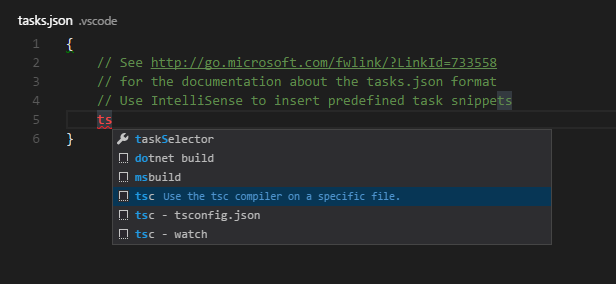 tasks.json .vscode
1 {
2 // See http://go.microsoft.com/fwlink/?LinkId=733558
3 // for the documentation about the tasks.json format
4 // Use IntelliSense to insert predefined task snippets
5 ts
taskSelector
dotnet build
msbuild
tsc Use the tsc compiler on a specific file.
tsc - tsconfig.json
tsc - watch
6 }